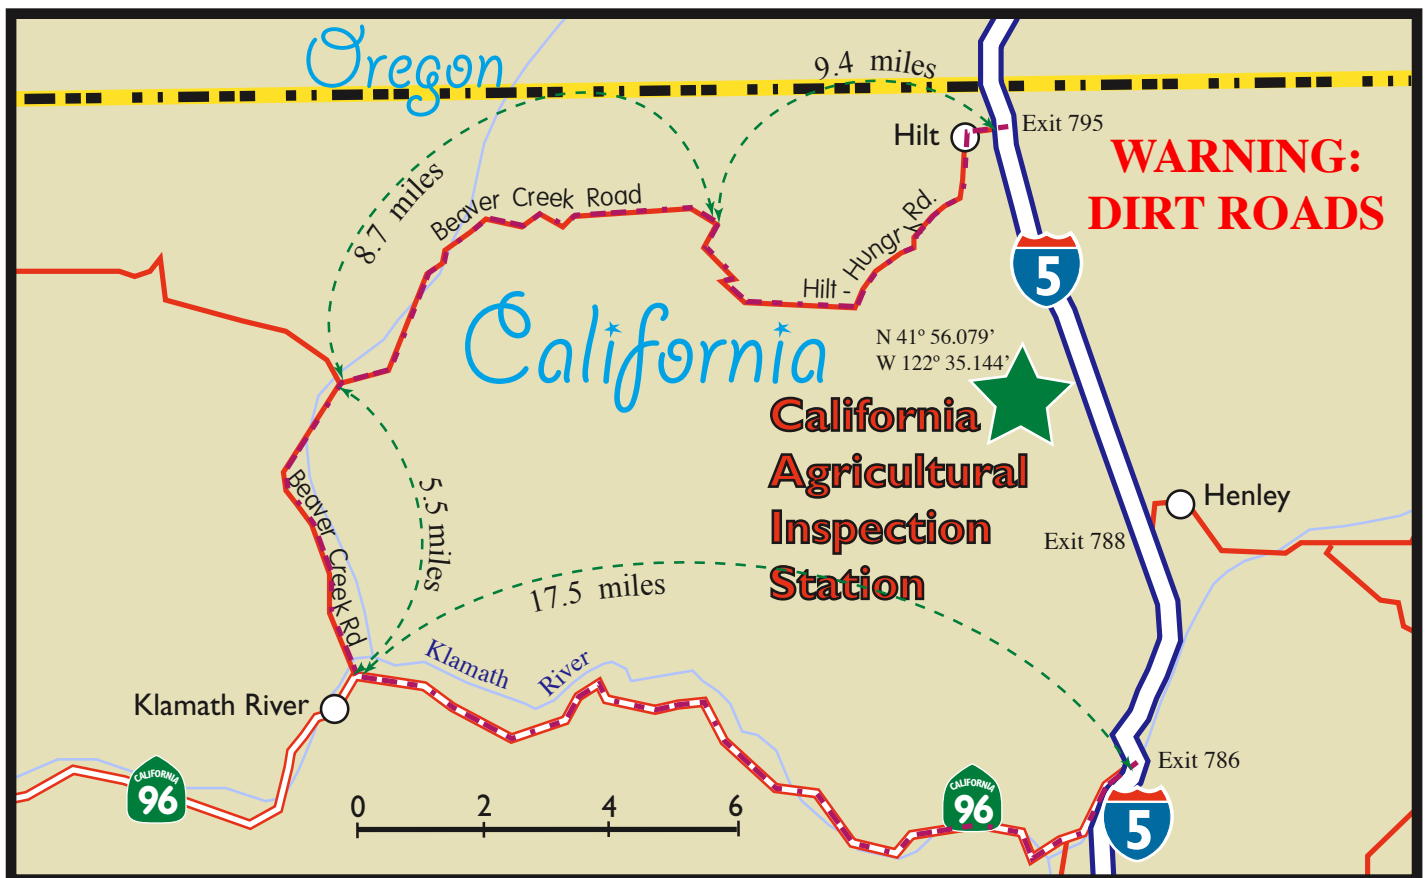 Oregon
9.4 miles
Hilt
Exit 795
WARNING:
DIRT ROADS
8.7 miles
Beaver Creek Road
Hilt - Hungry Rd.
5
California
N 41º 56.079’
W 122º 35.144’
California
Agricultural
Inspection
Station
Beaver Creek Rd
5.5 miles
Henley
Exit 788
17.5 miles
Klamath River
Klamath River
Exit 786
CALIFORNIA
96
0 2 4 6
CALIFORNIA
96
5